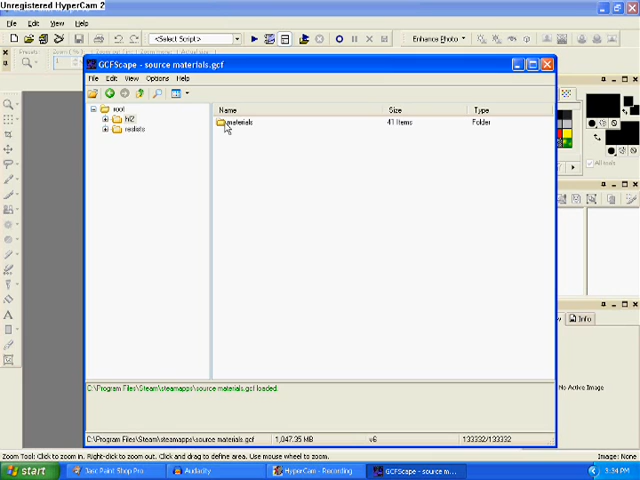 Unregistered HyperCam 2
File View Help
<Select Script>
Enhance Photo
GCFScape - source materials.gcf
File Edit View Options Help
root
hl2
reslists
Name Size Type
materials 41 Items Folder
All tools
Info
C:\Program Files\Steam\steamapps\source materials.gcf loaded.
No Active Image
C:\Program Files\Steam\steamapps\source materials.gcf 1,047.35 MB v6 133332/133332
Zoom Tool: Click to zoom in. Right-click to zoom out. Click and drag to define area. Use mouse wheel to zoom.
Image: None
start
Jasc Paint Shop Pro
Audacity
HyperCam - Recording
GCFScape - source m...
3:34 PM